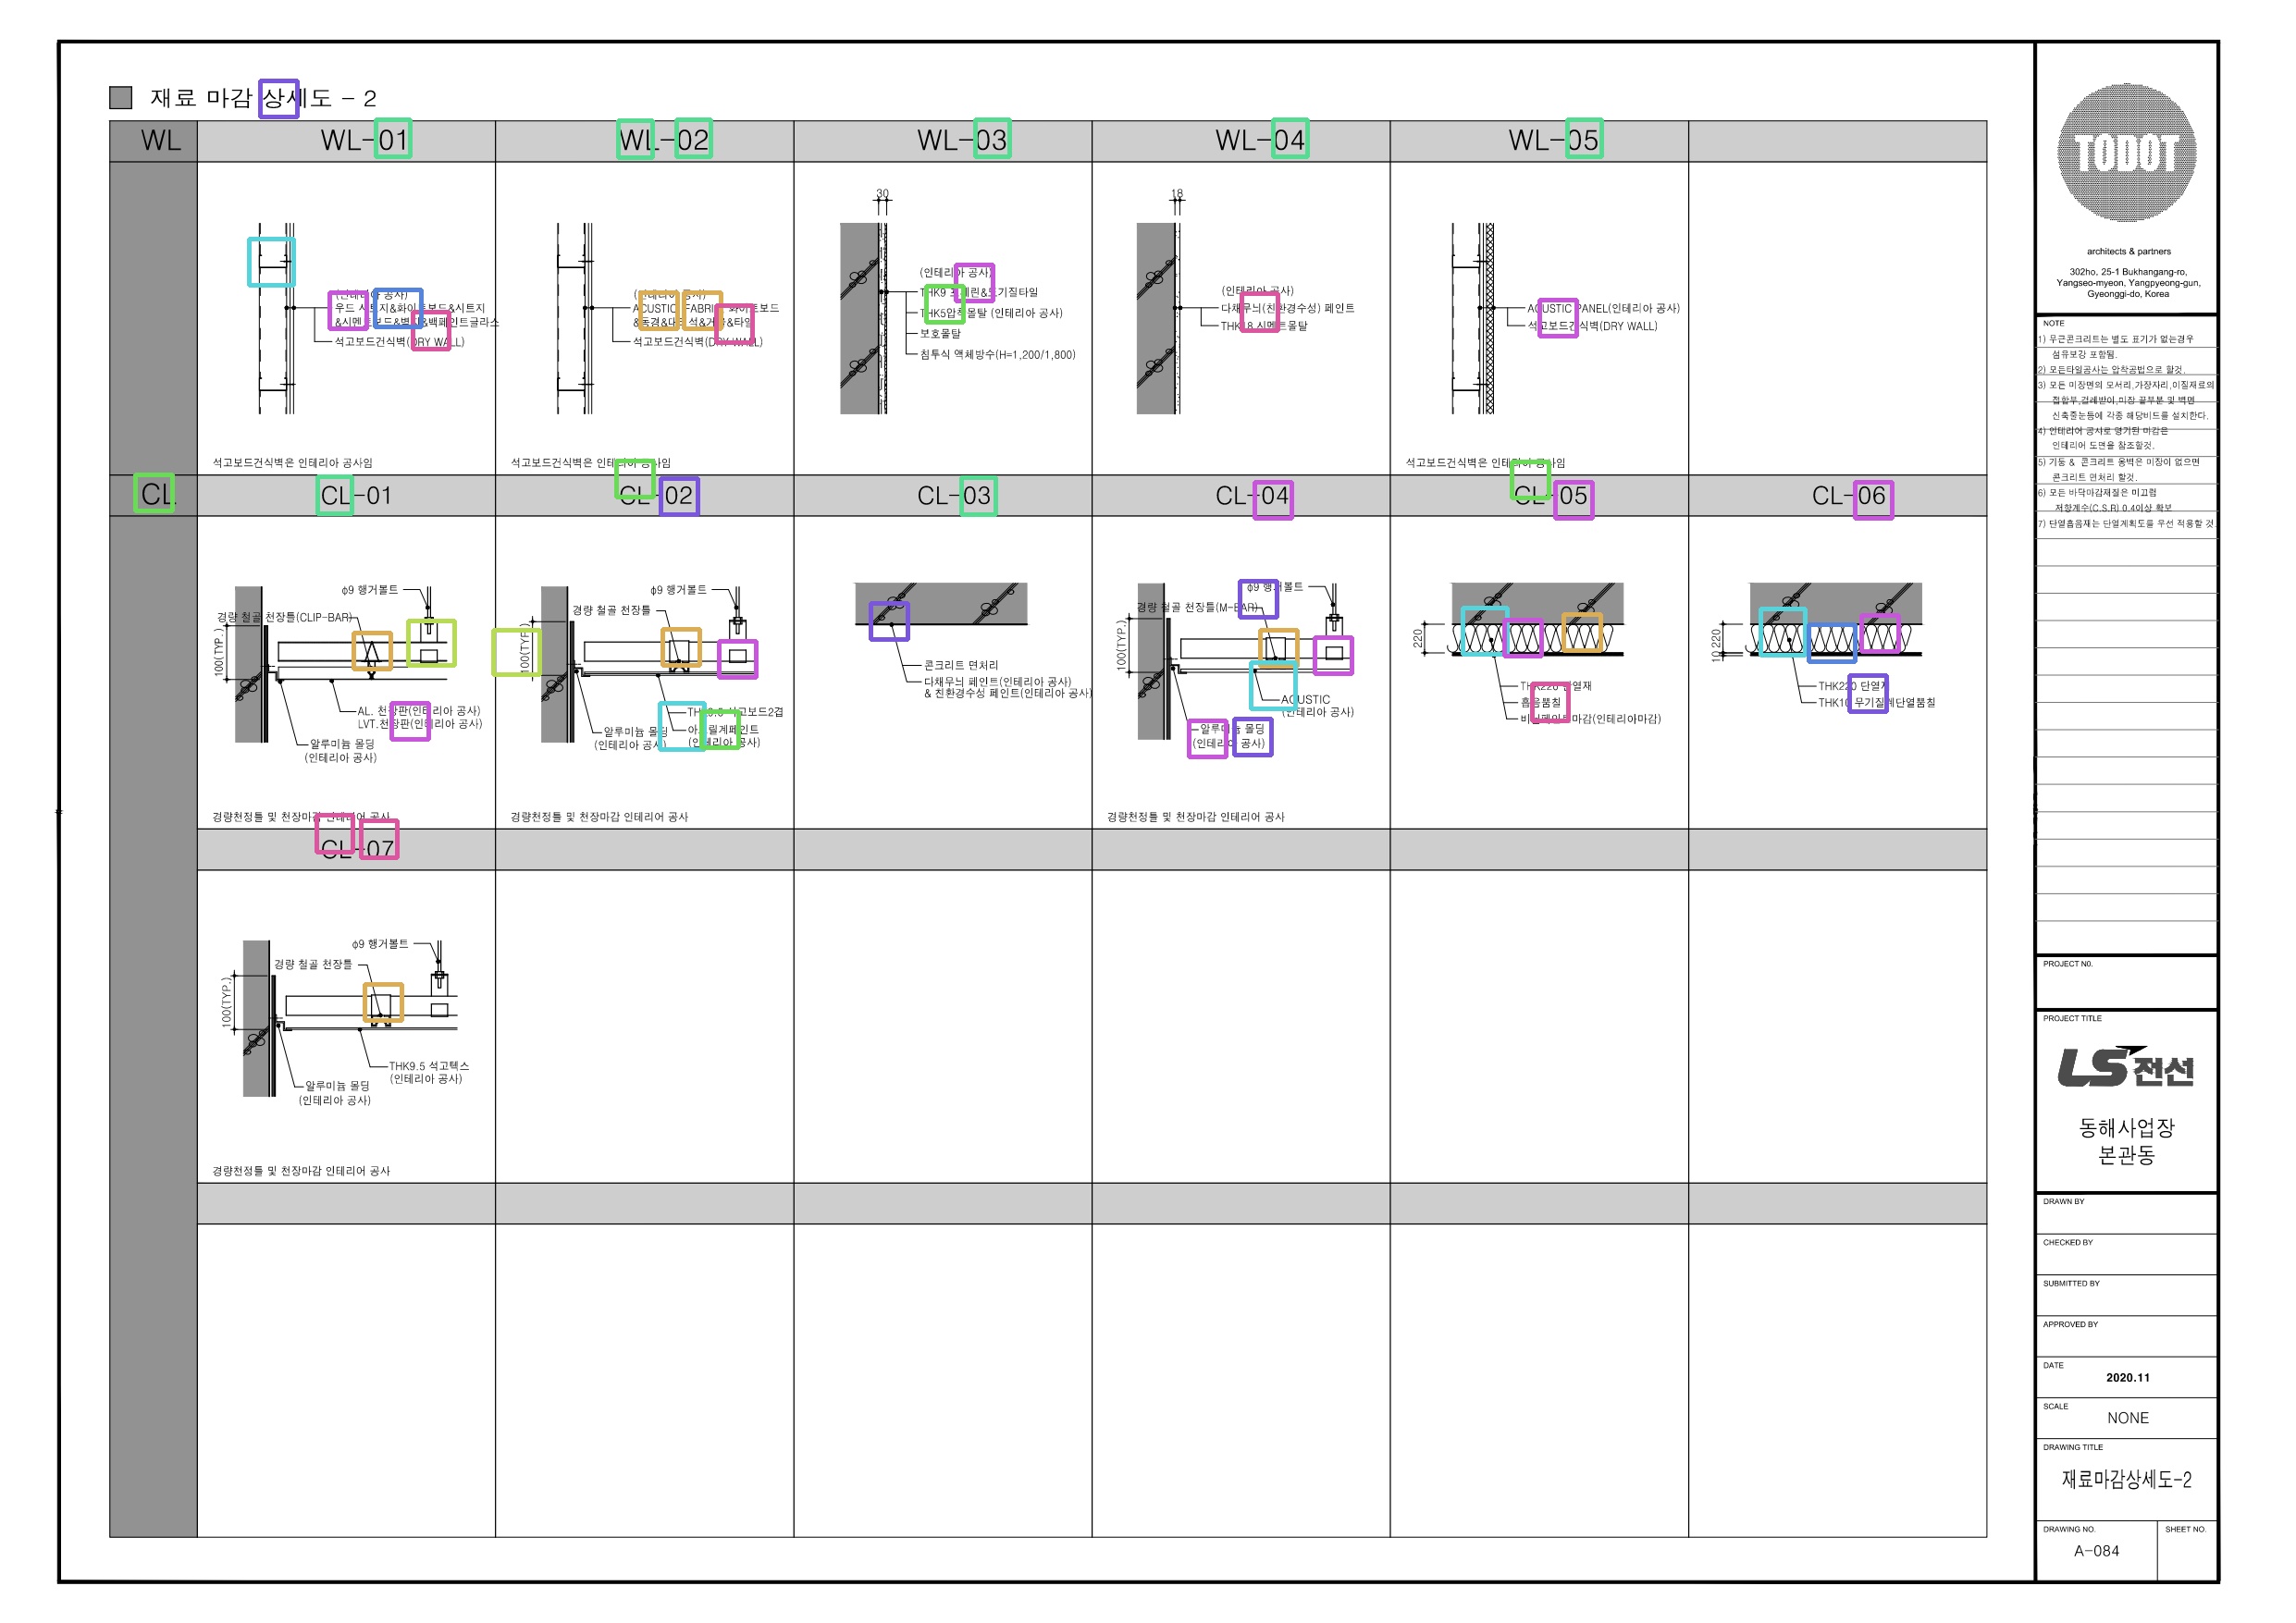 재료 마감 상세도 - 2
WL
WL-01
WL-02
WL-03
WL-04
WL-05
(인테리아 공사)
우드 시트지&화이트보드&시트지
&시멘트보드&벽지&백페인트글라스
석고보드건식벽(DRY WALL)
석고보드건식벽은 인테리아 공사임
(인테리아 공사)
ACUSTIC FABRIC 화이트보드
석고보드건식벽(DRY WALL)
석고보드건식벽은 인테리아 공사임
30
(인테리아 공사)
THK9 포세린&도기질타일
THK5압착몰탈 (인테리아 공사)
보호몰탈
침투식 액체방수(H=1,200/1,800)
18
(인테리아 공사)
다채무늬(친환경수성) 페인트
THK18 시멘트몰탈
ACUSTIC PANEL(인테리아 공사)
석고보드건식벽(DRY WALL)
석고보드건식벽은 인테리아 공사임
CL
CL-01
CL-02
CL-03
CL-04
CL-05
CL-06
φ9 행거볼트
경량 철골 천장틀(CLIP-BAR)
100(TYP.)
AL. 천장판(인테리아 공사)
LVT.천장판(인테리아 공사)
알루미늄 몰딩
(인테리아 공사)
경량천정틀 및 천장마감 인테리어 공사
φ9 행거볼트
경량 철골 천장틀
100(TYP.)
THK9.5 석고보드2겹
아크릴계페인트
(인테리아 공사)
알루미늄 몰딩
(인테리아 공사)
경량천정틀 및 천장마감 인테리어 공사
콘크리트 면처리
다채무늬 페인트(인테리아 공사)
& 친환경수성 페인트(인테리아 공사)
φ9 행거볼트
경량 철골 천장틀(M-BAR)
100(TYP.)
ACUSTIC
(인테리아 공사)
알루미늄 몰딩
(인테리아 공사)
경량천정틀 및 천장마감 인테리어 공사
220
THK220 단열재
흡음뿜칠
비닐페인트마감(인테리아마감)
220
10
THK220 단열재
THK10 무기질계단열뿜칠
CL-07
φ9 행거볼트
경량 철골 천장틀
100(TYP.)
THK9.5 석고텍스
(인테리아 공사)
알루미늄 몰딩
(인테리아 공사)
경량천정틀 및 천장마감 인테리어 공사
TODOT
architects & partners
302ho, 25-1 Bukhangang-ro,
Yangseo-myeon, Yangpyeong-gun,
Gyeonggi-do, Korea
NOTE
1) 무근콘크리트는 별도 표기가 없는경우
섬유보강 포함됨.
2) 모든타일공사는 압착공법으로 할것.
3) 모든 미장면의 모서리,가장자리,이질재료의
접합부,걸레받이,미장 끝부분 및 벽면
신축줄눈등에 각종 해당비드를 설치한다.
4) 인테리어 공사로 명기된 마감은
인테리어 도면을 참조할것.
5) 기둥 & 콘크리트 옹벽은 미장이 없으면
콘크리트 면처리 할것.
6) 모든 바닥마감재질은 미끄럼
저항계수(C.S.R) 0.4이상 확보
7) 단열흡음재는 단열계획도를 우선 적용할 것.
PROJECT NO.
PROJECT TITLE
LS전선
동해사업장
본관동
DRAWN BY
CHECKED BY
SUBMITTED BY
APPROVED BY
DATE
2020.11
SCALE
NONE
DRAWING TITLE
재료마감상세도-2
DRAWING NO.
SHEET NO.
A-084